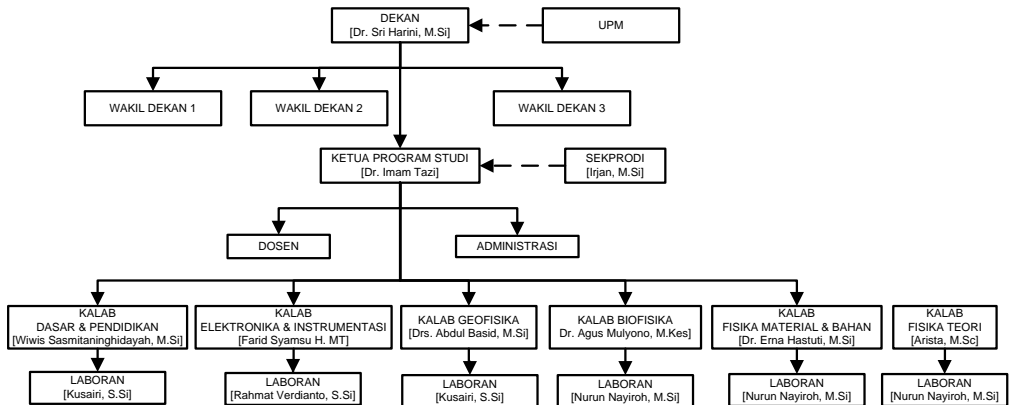 DEKAN
[Dr. Sri Harini, M.Si]
UPM
WAKIL DEKAN 1
WAKIL DEKAN 2
WAKIL DEKAN 3
KETUA PROGRAM STUDI
[Dr. Imam Tazi]
SEKPRODI
[Irjan, M.Si]
DOSEN
ADMINISTRASI
KALAB
DASAR & PENDIDIKAN
[Wiwis Sasmitaninghidayah, M.Si]
KALAB
ELEKTRONIKA & INSTRUMENTASI
[Farid Syamsu H. MT]
KALAB GEOFISIKA
[Drs. Abdul Basid, M.Si]
KALAB BIOFISIKA
Dr. Agus Mulyono, M.Kes]
KALAB
FISIKA MATERIAL & BAHAN
[Dr. Erna Hastuti, M.Si]
KALAB
FISIKA TEORI
[Arista, M.Sc]
LABORAN
[Kusairi, S.Si]
LABORAN
[Rahmat Verdianto, S.Si]
LABORAN
[Kusairi, S.Si]
LABORAN
[Nurun Nayiroh, M.Si]
LABORAN
[Nurun Nayiroh, M.Si]
LABORAN
[Nurun Nayiroh, M.Si]